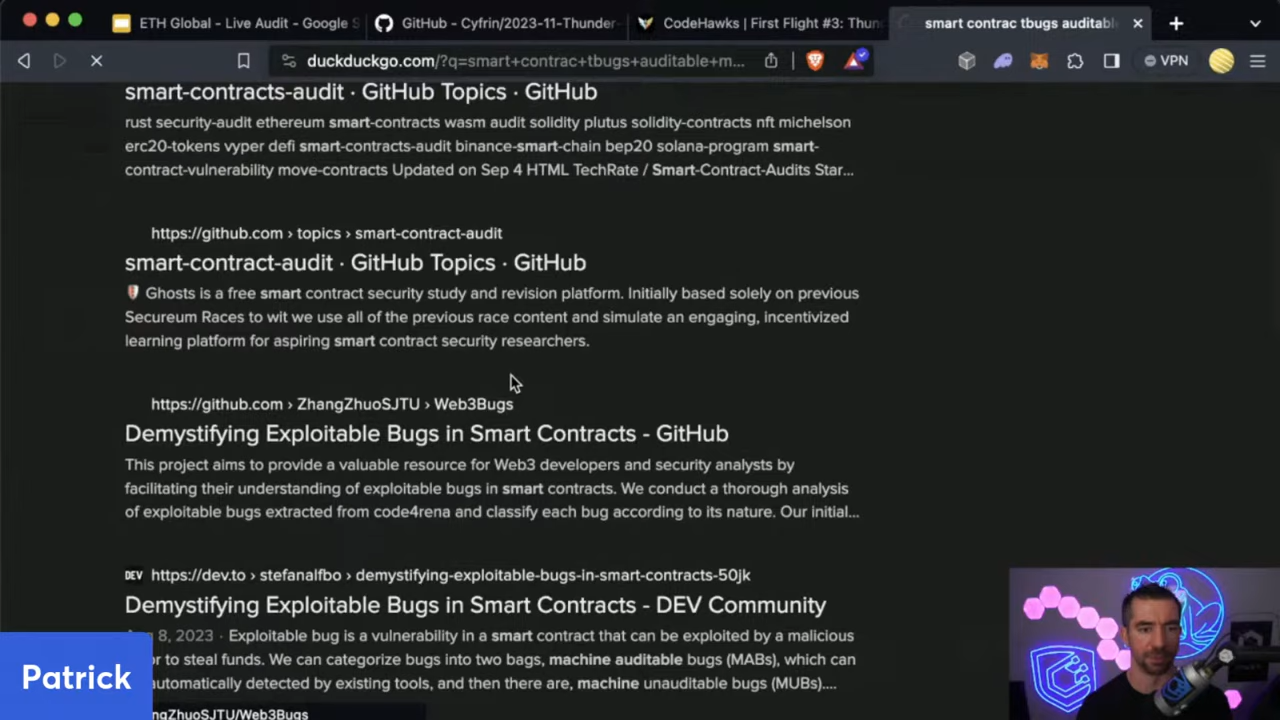 ETH Global - Live Audit - Google S
GitHub - Cyfrin/2023-11-Thunder-
CodeHawks | First Flight #3: Thun
smart contrac tbugs auditable
duckduckgo.com/?q=smart+contrac+tbugs+auditable+m...
VPN
smart-contracts-audit · GitHub Topics · GitHub
rust security-audit ethereum smart-contracts wasm audit solidity plutus solidity-contracts nft michelson
erc20-tokens vyper defi smart-contracts-audit binance-smart-chain bep20 solana-program smart-
contract-vulnerability move-contracts Updated on Sep 4 HTML TechRate / Smart-Contract-Audits Star...
https://github.com › topics › smart-contract-audit
smart-contract-audit · GitHub Topics · GitHub
Ghosts is a free smart contract security study and revision platform. Initially based solely on previous
Secureum Races to wit we use all of the previous race content and simulate an engaging, incentivized
learning platform for aspiring smart contract security researchers.
https://github.com › ZhangZhuoSJTU › Web3Bugs
Demystifying Exploitable Bugs in Smart Contracts - GitHub
This project aims to provide a valuable resource for Web3 developers and security analysts by
facilitating their understanding of exploitable bugs in smart contracts. We conduct a thorough analysis
of exploitable bugs extracted from code4rena and classify each bug according to its nature. Our initial...
DEV https://dev.to › stefanalfbo › demystifying-exploitable-bugs-in-smart-contracts-50jk
Demystifying Exploitable Bugs in Smart Contracts - DEV Community
8, 2023 · Exploitable bug is a vulnerability in a smart contract that can be exploited by a malicious
or to steal funds. We can categorize bugs into two bags, machine auditable bugs (MABs), which can
automatically detected by existing tools, and then there are, machine unauditable bugs (MUBs)....
ngZhuoSJTU/Web3Bugs
Patrick